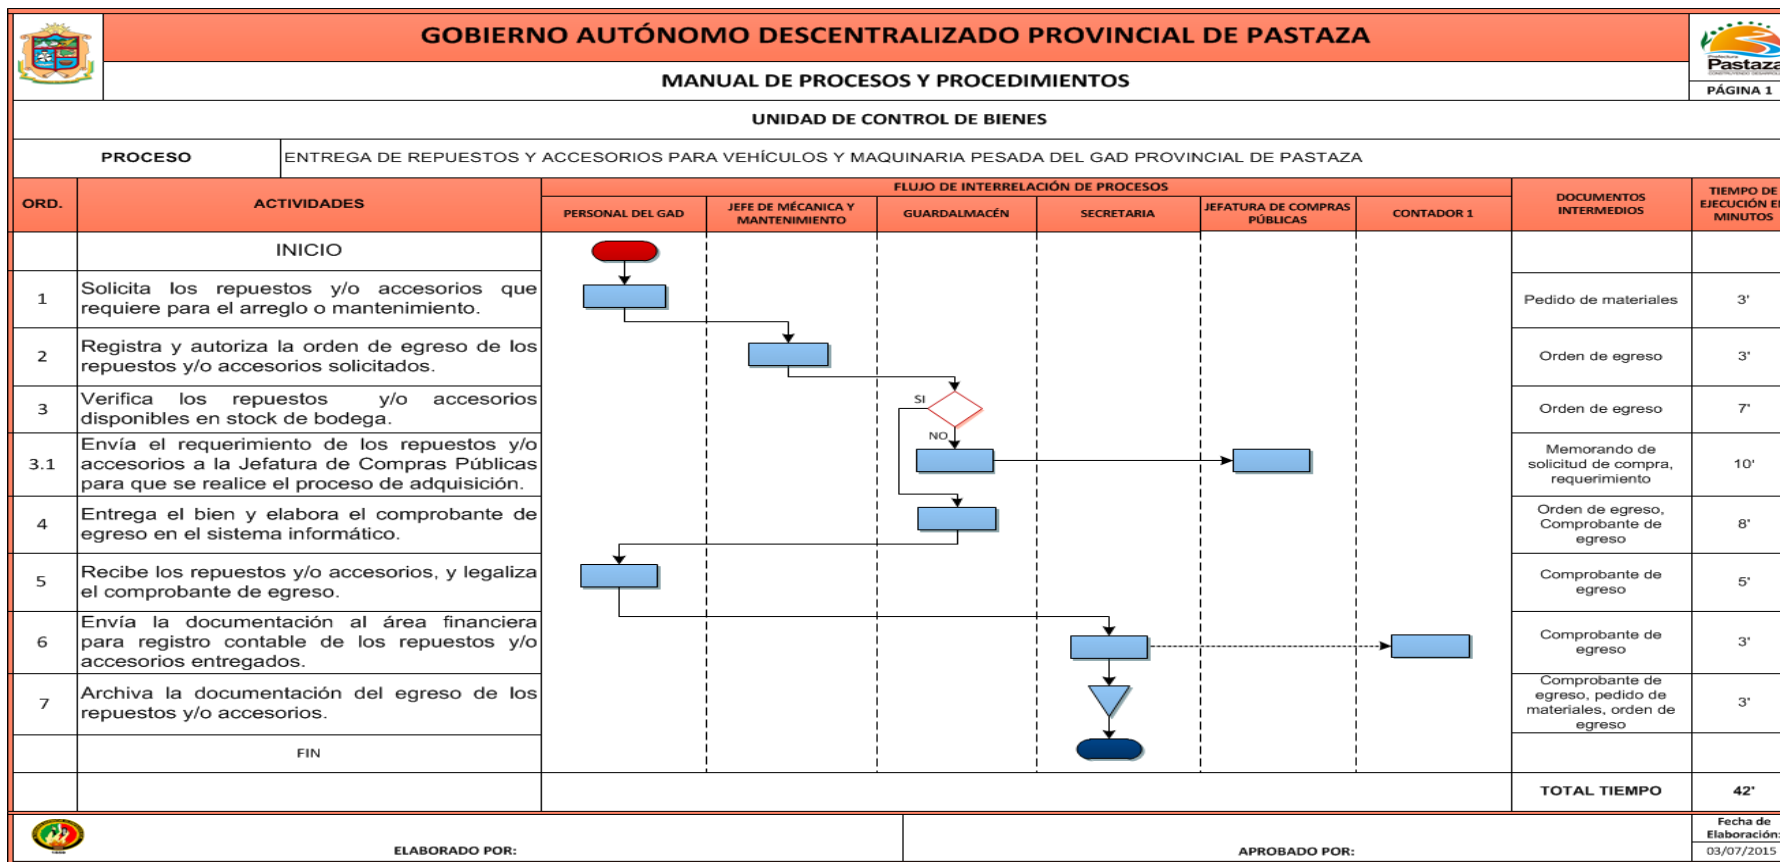 GOBIERNO AUTÓNOMO DESCENTRALIZADO PROVINCIAL DE PASTAZA
MANUAL DE PROCESOS Y PROCEDIMIENTOS
Pastaza
PÁGINA 1
UNIDAD DE CONTROL DE BIENES
PROCESO
ENTREGA DE REPUESTOS Y ACCESORIOS PARA VEHÍCULOS Y MAQUINARIA PESADA DEL GAD PROVINCIAL DE PASTAZA
ORD.
ACTIVIDADES
FLUJO DE INTERRELACIÓN DE PROCESOS
PERSONAL DEL GAD
JEFE DE MÉCANICA Y
MANTENIMIENTO
GUARDALMACÉN
SECRETARIA
JEFATURA DE COMPRAS
PÚBLICAS
CONTADOR 1
DOCUMENTOS
INTERMEDIOS
TIEMPO DE
EJECUCIÓN EN
MINUTOS
INICIO
1
Solicita los repuestos y/o accesorios que
requiere para el arreglo o mantenimiento.
Pedido de materiales
3'
2
Registra y autoriza la orden de egreso de los
repuestos y/o accesorios solicitados.
Orden de egreso
3'
3
Verifica los repuestos y/o accesorios
disponibles en stock de bodega.
SI
NO
Orden de egreso
7'
3.1
Envía el requerimiento de los repuestos y/o
accesorios a la Jefatura de Compras Públicas
para que se realice el proceso de adquisición.
Memorando de
solicitud de compra,
requerimiento
10'
4
Entrega el bien y elabora el comprobante de
egreso en el sistema informático.
Orden de egreso,
Comprobante de
egreso
8'
5
Recibe los repuestos y/o accesorios, y legaliza
el comprobante de egreso.
Comprobante de
egreso
5'
6
Envía la documentación al área financiera
para registro contable de los repuestos y/o
accesorios entregados.
Comprobante de
egreso
3'
7
Archiva la documentación del egreso de los
repuestos y/o accesorios.
Comprobante de
egreso, pedido de
materiales, orden de
egreso
3'
FIN
TOTAL TIEMPO
42'
ELABORADO POR:
APROBADO POR:
Fecha de
Elaboración:
03/07/2015